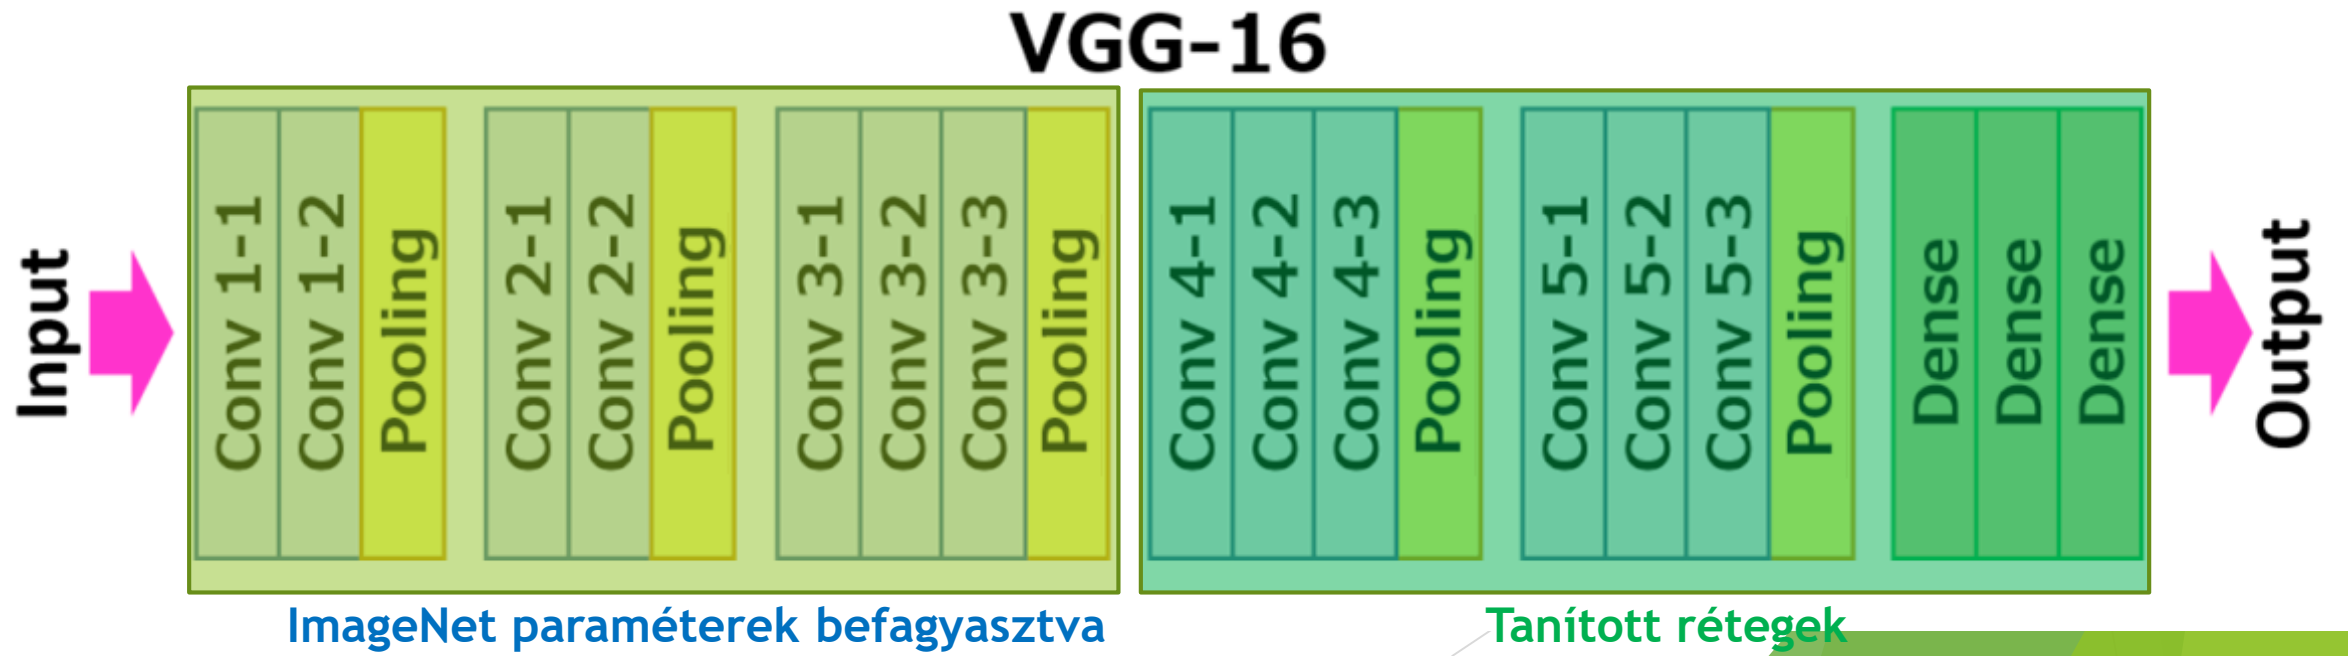 VGG-16
Input
Conv 1-1
Conv 1-2
Pooling
Conv 2-1
Conv 2-2
Pooling
Conv 3-1
Conv 3-2
Conv 3-3
Pooling
Conv 4-1
Conv 4-2
Conv 4-3
Pooling
Conv 5-1
Conv 5-2
Conv 5-3
Pooling
Dense
Dense
Dense
Output
ImageNet paraméterek befagyasztva
Tanított rétegek